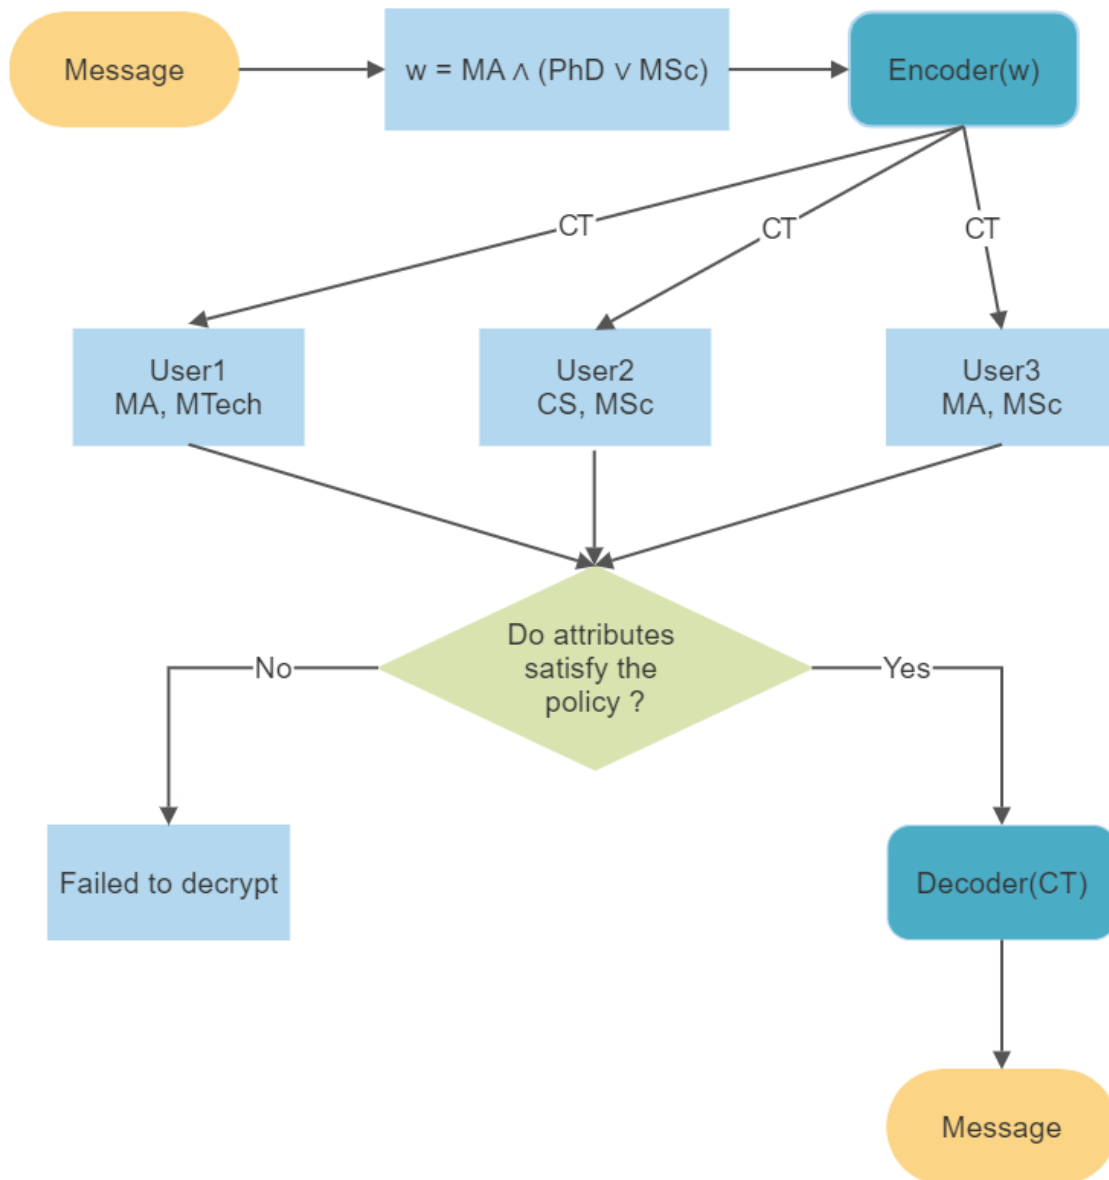 Message
w = MA ∧ (PhD ∨ MSc)
Encoder(w)
CT
CT
CT
User1
MA, MTech
User2
CS, MSc
User3
MA, MSc
Do attributes
satisfy the
policy ?
No
Yes
Failed to decrypt
Decoder(CT)
Message